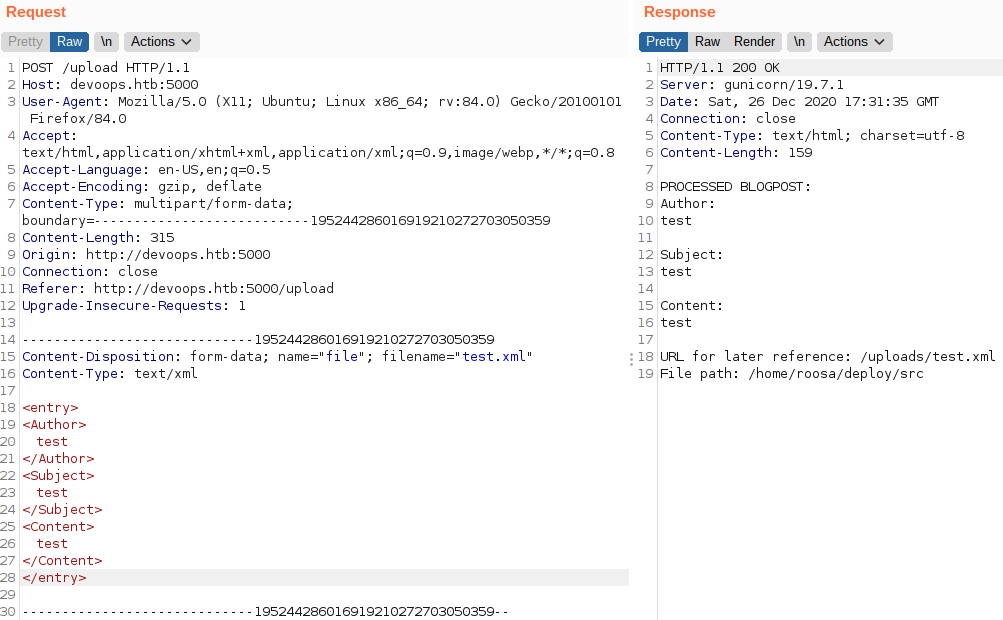 Request
Pretty Raw \n Actions
1 POST /upload HTTP/1.1
2 Host: devoops.htb:5000
3 User-Agent: Mozilla/5.0 (X11; Ubuntu; Linux x86_64; rv:84.0) Gecko/20100101
Firefox/84.0
4 Accept:
text/html,application/xhtml+xml,application/xml;q=0.9,image/webp,*/*;q=0.8
5 Accept-Language: en-US,en;q=0.5
6 Accept-Encoding: gzip, deflate
7 Content-Type: multipart/form-data;
boundary=---------------------------195244286016919210272703050359
8 Content-Length: 315
9 Origin: http://devoops.htb:5000
10 Connection: close
11 Referer: http://devoops.htb:5000/upload
12 Upgrade-Insecure-Requests: 1
13
14 -----------------------------195244286016919210272703050359
15 Content-Disposition: form-data; name="file"; filename="test.xml"
16 Content-Type: text/xml
17
18 <entry>
19 <Author>
20 test
21 </Author>
22 <Subject>
23 test
24 </Subject>
25 <Content>
26 test
27 </Content>
28 </entry>
29
30 -----------------------------195244286016919210272703050359--
Response
Pretty Raw Render \n Actions
1 HTTP/1.1 200 OK
2 Server: gunicorn/19.7.1
3 Date: Sat, 26 Dec 2020 17:31:35 GMT
4 Connection: close
5 Content-Type: text/html; charset=utf-8
6 Content-Length: 159
7
8 PROCESSED BLOGPOST:
9 Author:
10 test
11
12 Subject:
13 test
14
15 Content:
16 test
17
18 URL for later reference: /uploads/test.xml
19 File path: /home/roosa/deploy/src